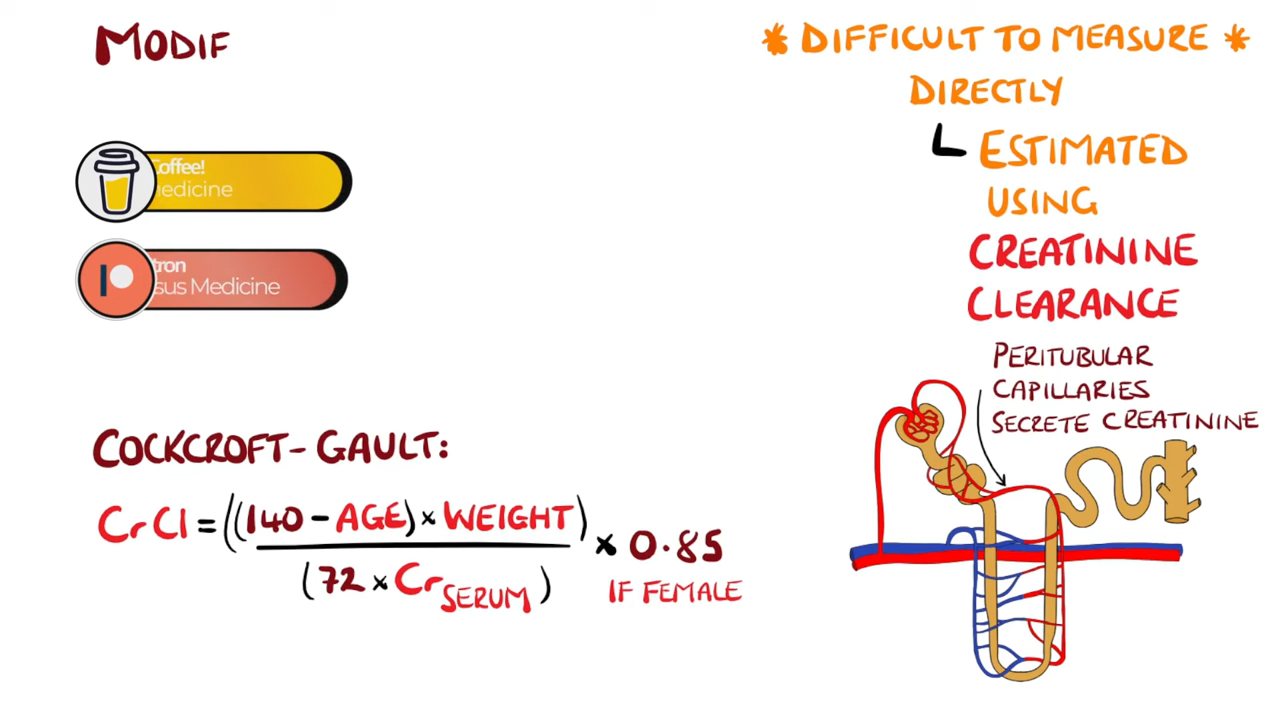 MODIF
Coffee!
edicine
tron
sus Medicine
COCKCROFT-GAULT:
CrCl = ((140 - AGE) × WEIGHT)
(72 × Cr SERUM)
× 0.85
IF FEMALE
* DIFFICULT TO MEASURE *
DIRECTLY
ESTIMATED
USING
CREATININE
CLEARANCE
PERITUBULAR
CAPILLARIES
SECRETE CREATININE